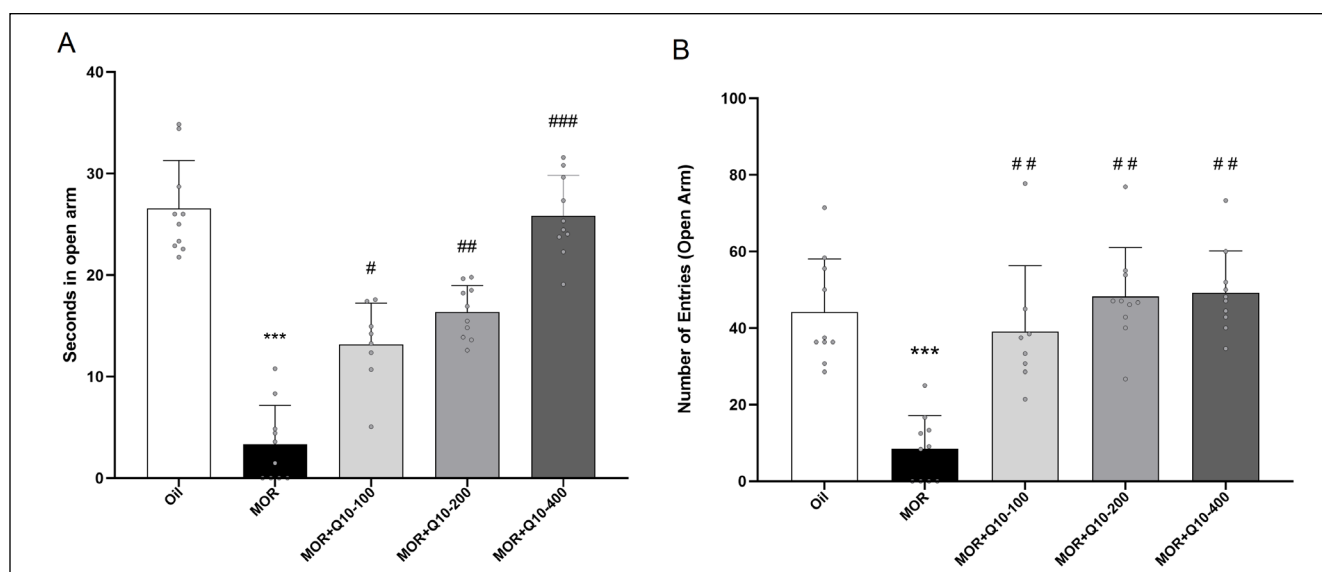 A
Seconds in open arm
40
30
20
10
0
***
#
##
###
Oil
MOR
MOR+Q10-100
MOR+Q10-200
MOR+Q10-400
B
Number of Entries (Open Arm)
100
80
60
40
20
0
***
# #
# #
# #
Oil
MOR
MOR+Q10-100
MOR+Q10-200
MOR+Q10-400